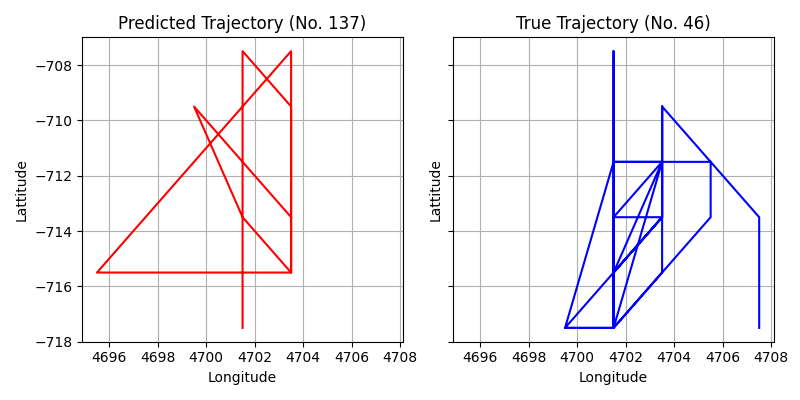 Predicted Trajectory (No. 137)
True Trajectory (No. 46)
Lattitude
−708
−710
−712
−714
−716
−718
4696 4698 4700 4702 4704 4706 4708
Longitude
Lattitude
4696 4698 4700 4702 4704 4706 4708
Longitude